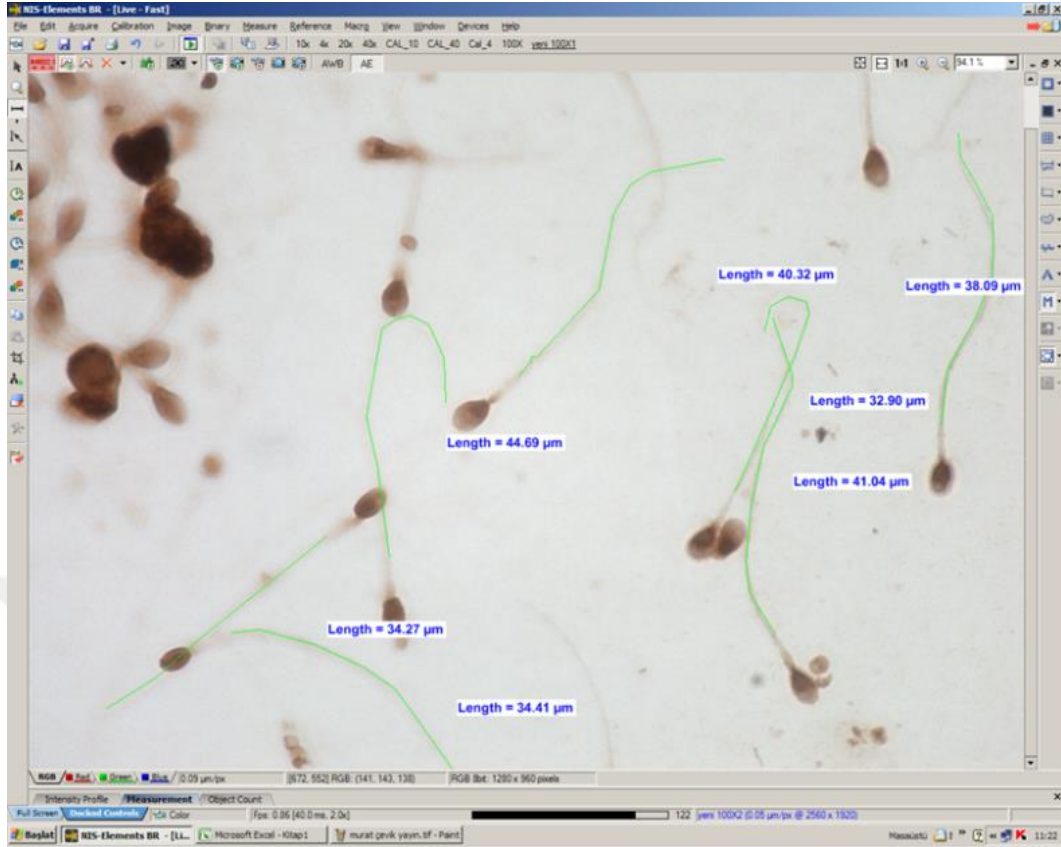 NIS-Elements BR - [Live - Fast]
File Edit Acquire Calibration Image Binary Measure Reference Macro View Window Devices Help
10x 4x 20x 40x CAL_10 CAL_40 Cal_4 100X yeni 100X1
AWB AE 1:1 94.1 %
Length = 40.32 µm
Length = 38.09 µm
Length = 32.90 µm
Length = 44.69 µm
Length = 41.04 µm
Length = 34.27 µm
Length = 34.41 µm
RGB Red Green Blue 0.09 µm/px [672, 552] RGB: (141, 143, 138) RGB 8bit: 1280 x 960 pixels
Intensity Profile Measurement Object Count
Full Screen Docked Controls Color Fps: 0.86 [40.0 ms, 2.0x] 122 yeni 100X2 (0.05 µm/px @ 2560 x 1920)
Başlat NIS-Elements BR - [Li... Microsoft Excel - Kitap1 murat çevik yayın.tif - Paint Masaüstü 11:22